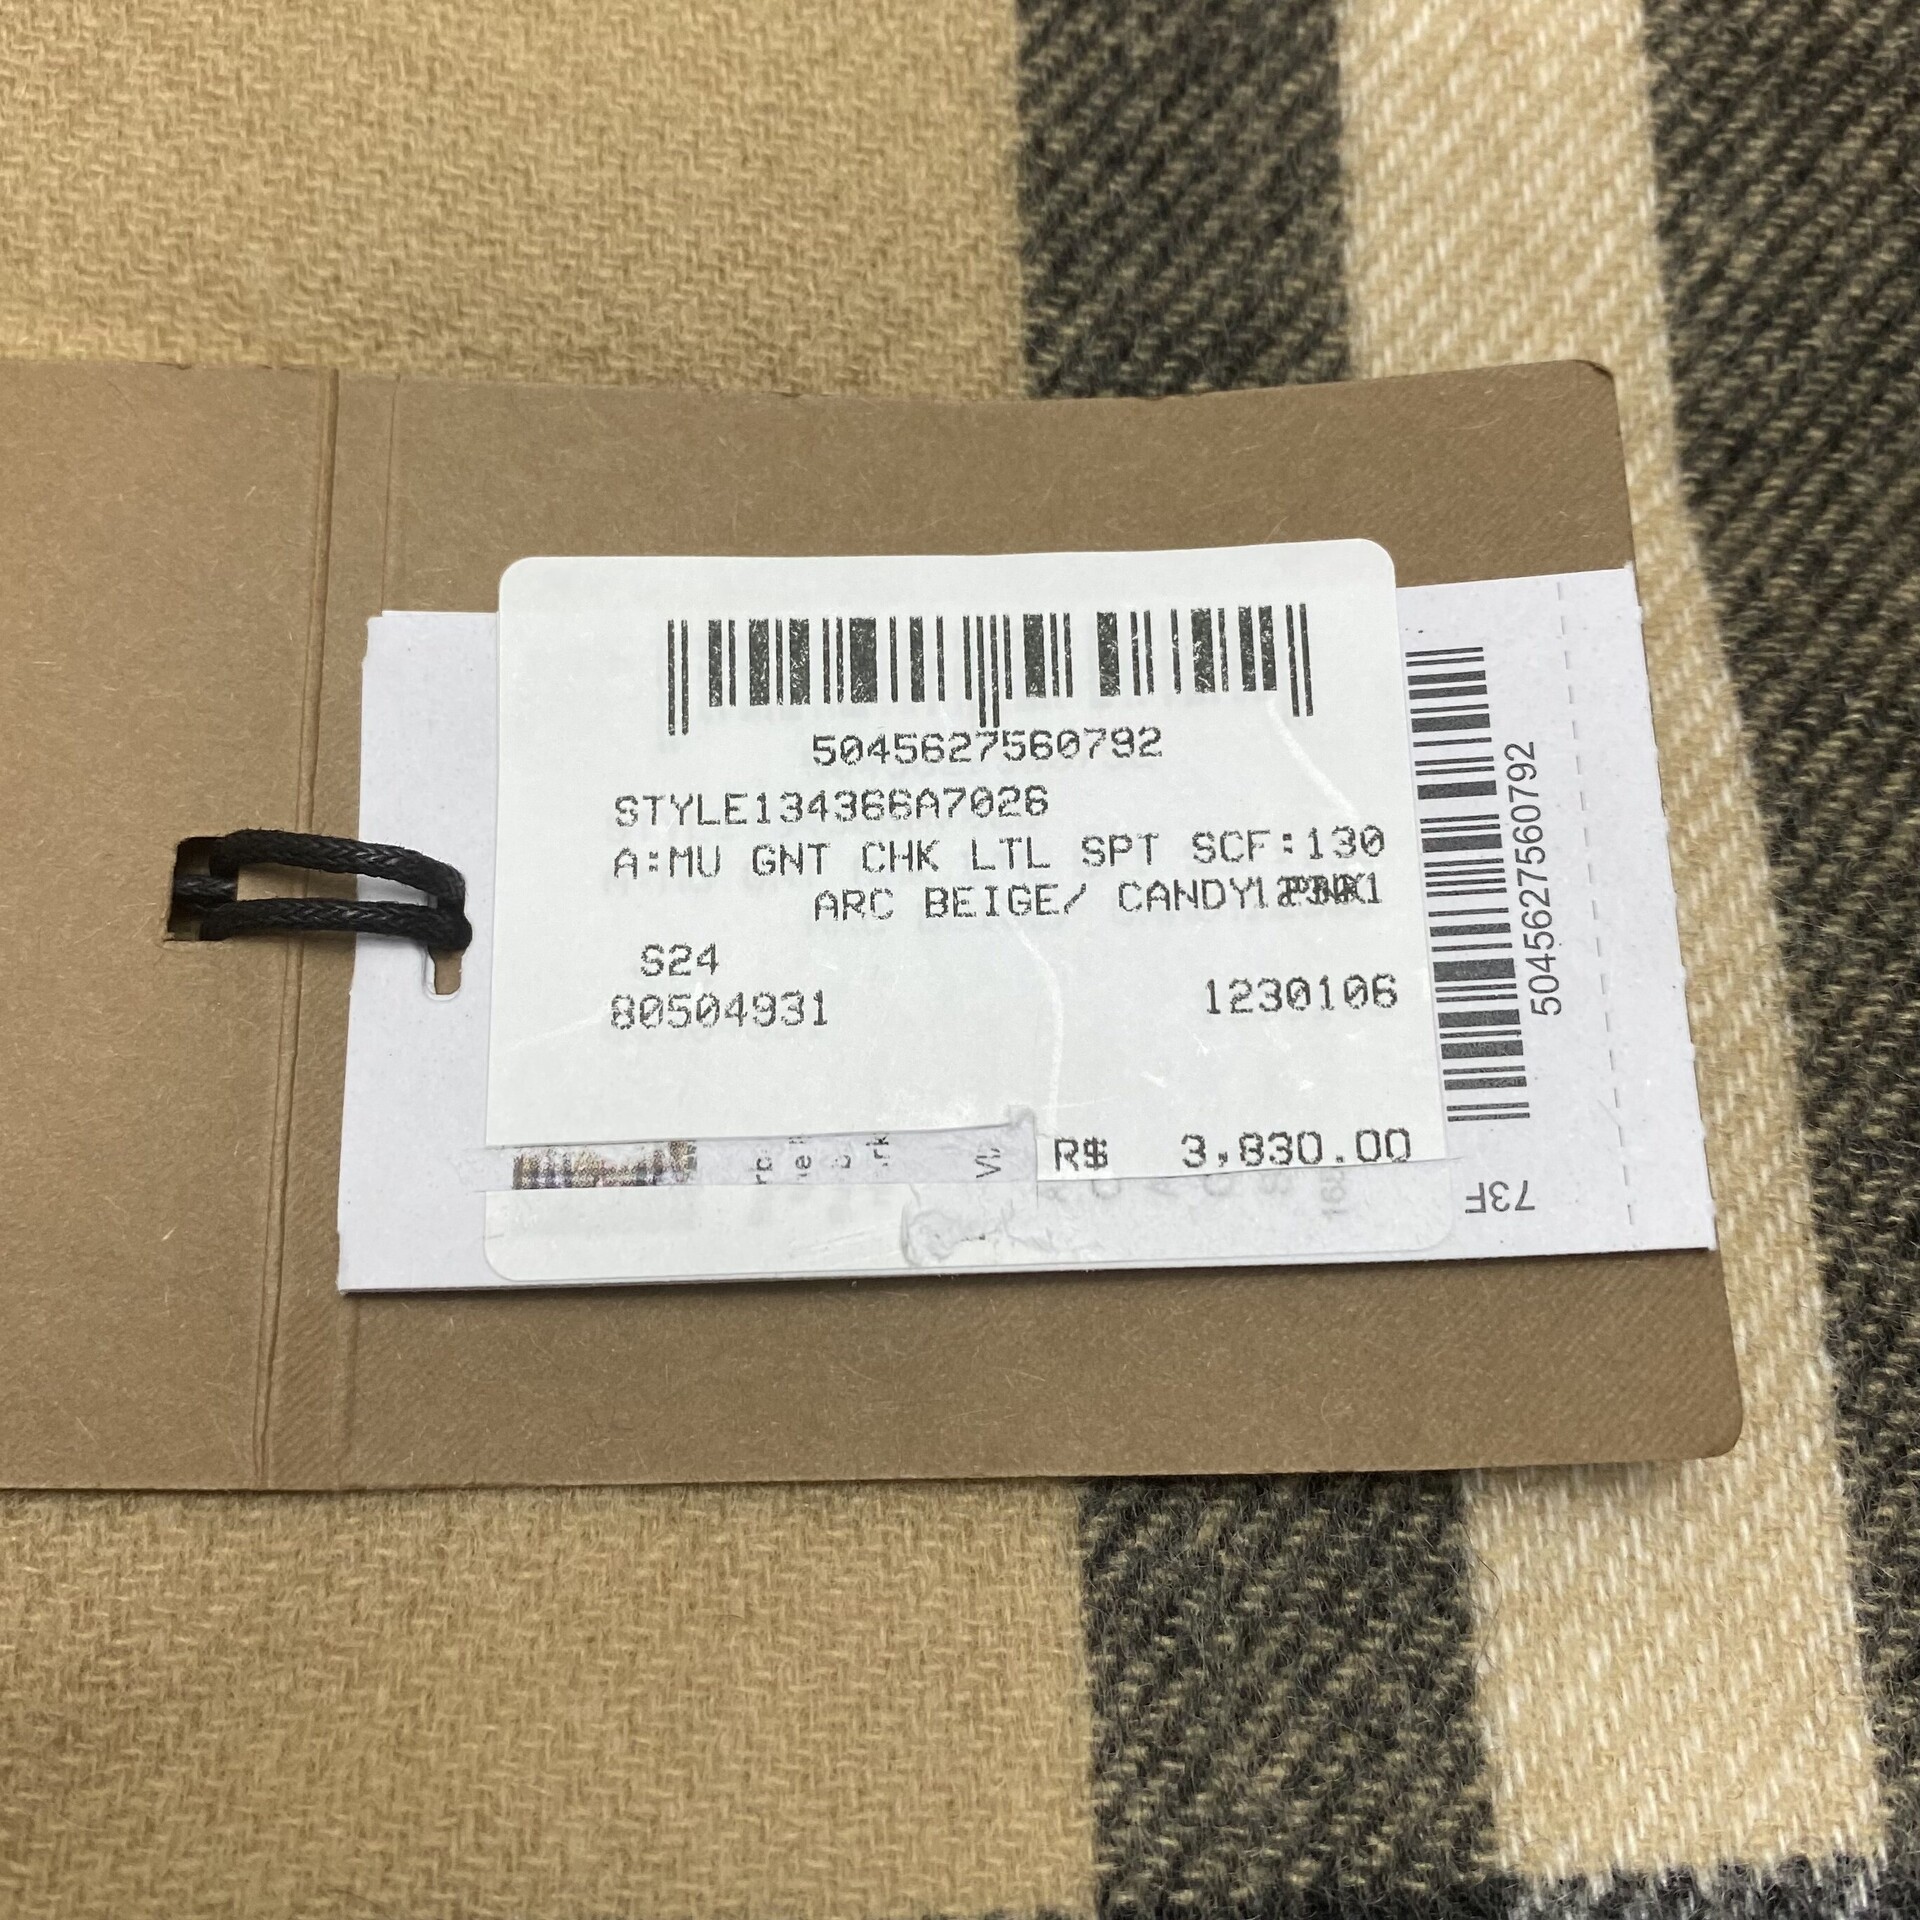 5045627560792
STYLE134366A7026
A:MU GNT CHK LTL SPT SCF:130
ARC BEIGE/ CANDY
S24
80504931 1230106
R$ 3,830.00
5045627560792
73F